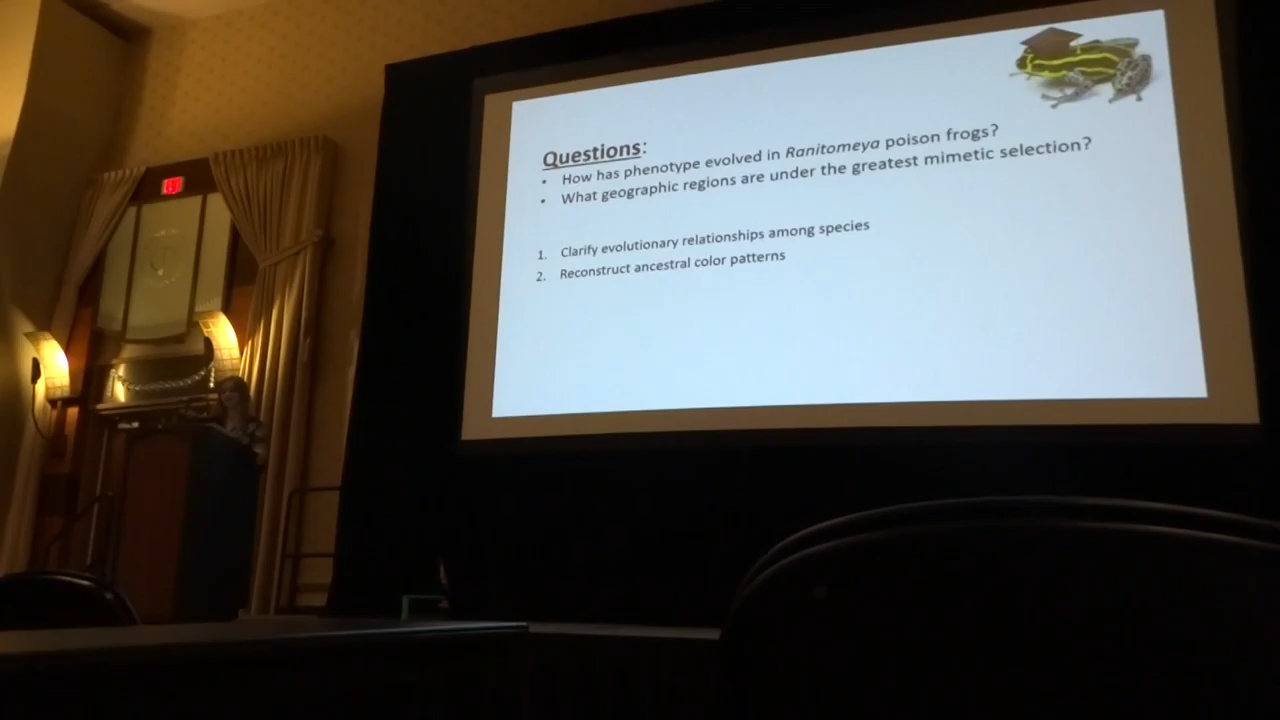 Questions:
• How has phenotype evolved in Ranitomeya poison frogs?
• What geographic regions are under the greatest mimetic selection?
1. Clarify evolutionary relationships among species
2. Reconstruct ancestral color patterns